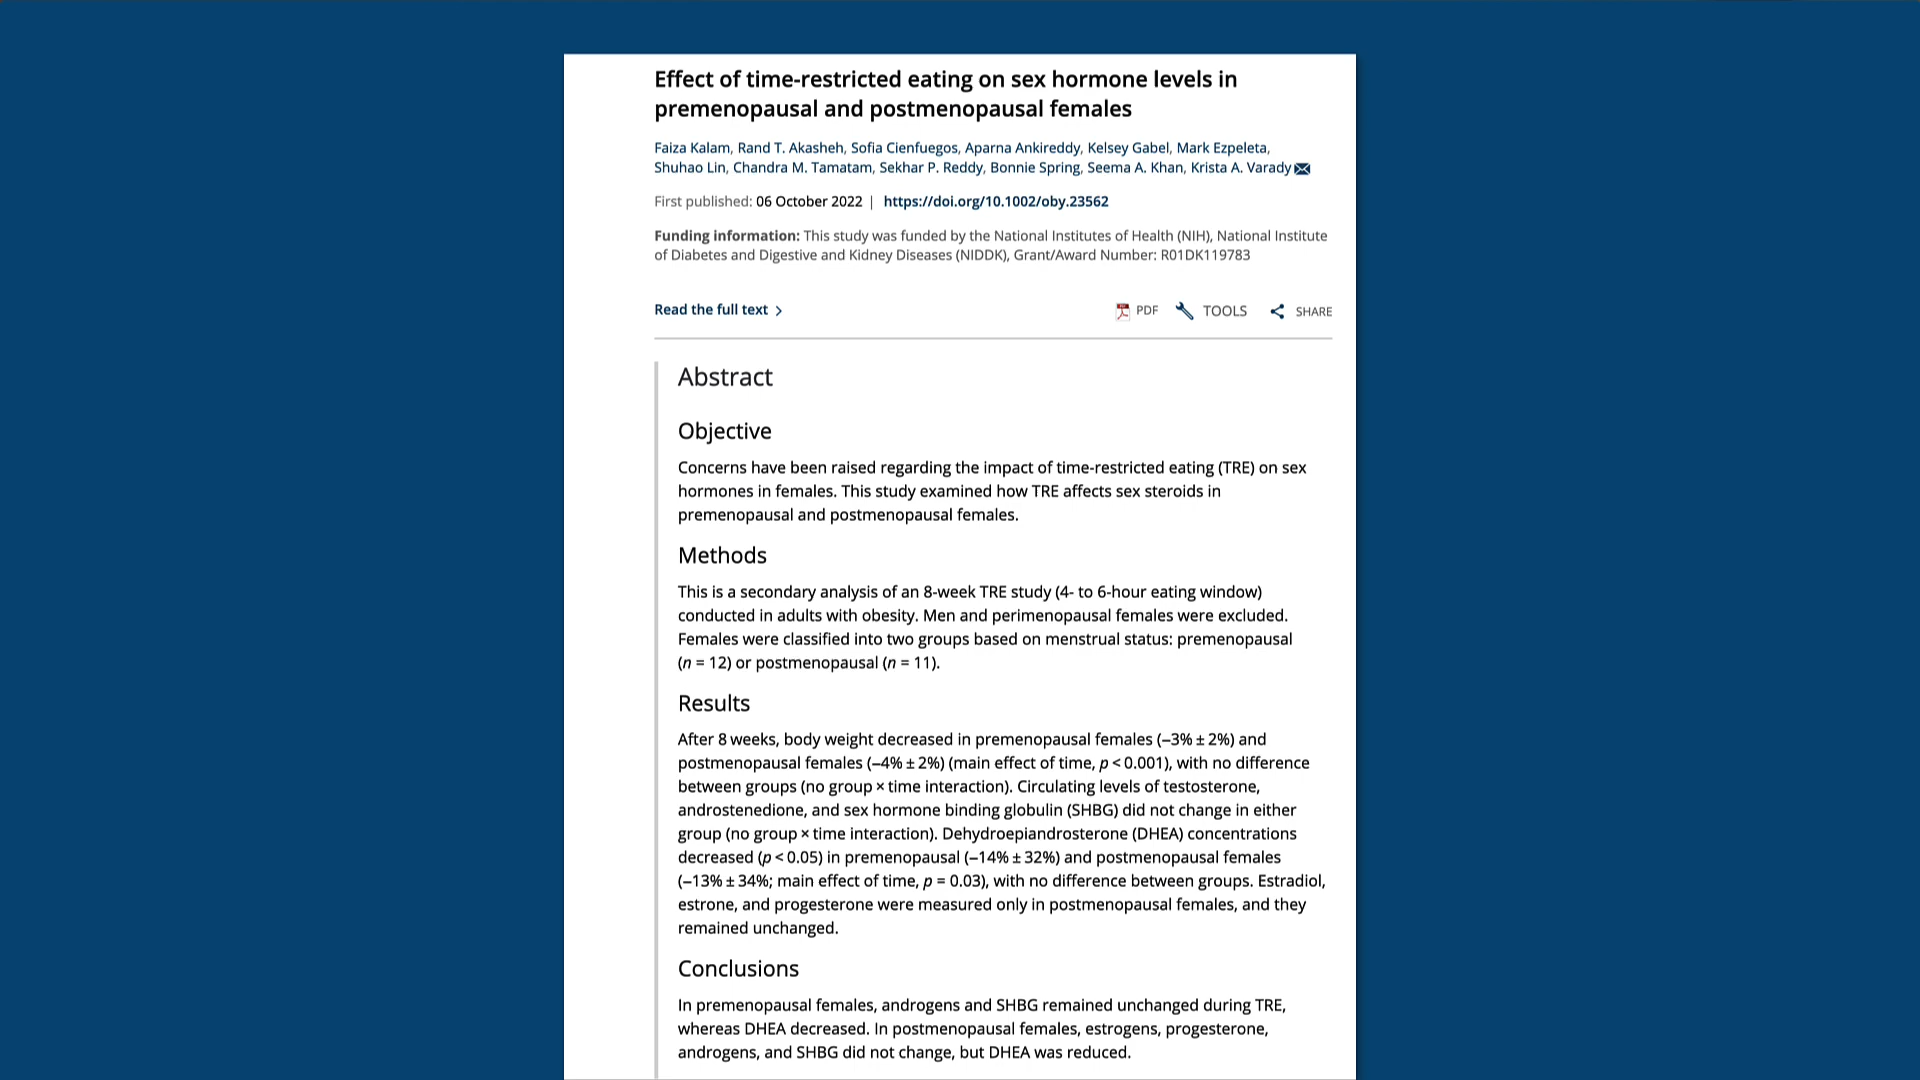 Effect of time-restricted eating on sex hormone levels in
premenopausal and postmenopausal females
Faiza Kalam, Rand T. Akasheh, Sofia Cienfuegos, Aparna Ankireddy, Kelsey Gabel, Mark Ezpeleta,
Shuhao Lin, Chandra M. Tamatam, Sekhar P. Reddy, Bonnie Spring, Seema A. Khan, Krista A. Varady
First published: 06 October 2022 | https://doi.org/10.1002/oby.23562
Funding information: This study was funded by the National Institutes of Health (NIH), National Institute
of Diabetes and Digestive and Kidney Diseases (NIDDK), Grant/Award Number: R01DK119783
Read the full text >
PDF TOOLS SHARE
Abstract
Objective
Concerns have been raised regarding the impact of time-restricted eating (TRE) on sex
hormones in females. This study examined how TRE affects sex steroids in
premenopausal and postmenopausal females.
Methods
This is a secondary analysis of an 8-week TRE study (4- to 6-hour eating window)
conducted in adults with obesity. Men and perimenopausal females were excluded.
Females were classified into two groups based on menstrual status: premenopausal
(n = 12) or postmenopausal (n = 11).
Results
After 8 weeks, body weight decreased in premenopausal females (−3% ± 2%) and
postmenopausal females (−4% ± 2%) (main effect of time, p < 0.001), with no difference
between groups (no group × time interaction). Circulating levels of testosterone,
androstenedione, and sex hormone binding globulin (SHBG) did not change in either
group (no group × time interaction). Dehydroepiandrosterone (DHEA) concentrations
decreased (p < 0.05) in premenopausal (−14% ± 32%) and postmenopausal females
(−13% ± 34%; main effect of time, p = 0.03), with no difference between groups. Estradiol,
estrone, and progesterone were measured only in postmenopausal females, and they
remained unchanged.
Conclusions
In premenopausal females, androgens and SHBG remained unchanged during TRE,
whereas DHEA decreased. In postmenopausal females, estrogens, progesterone,
androgens, and SHBG did not change, but DHEA was reduced.